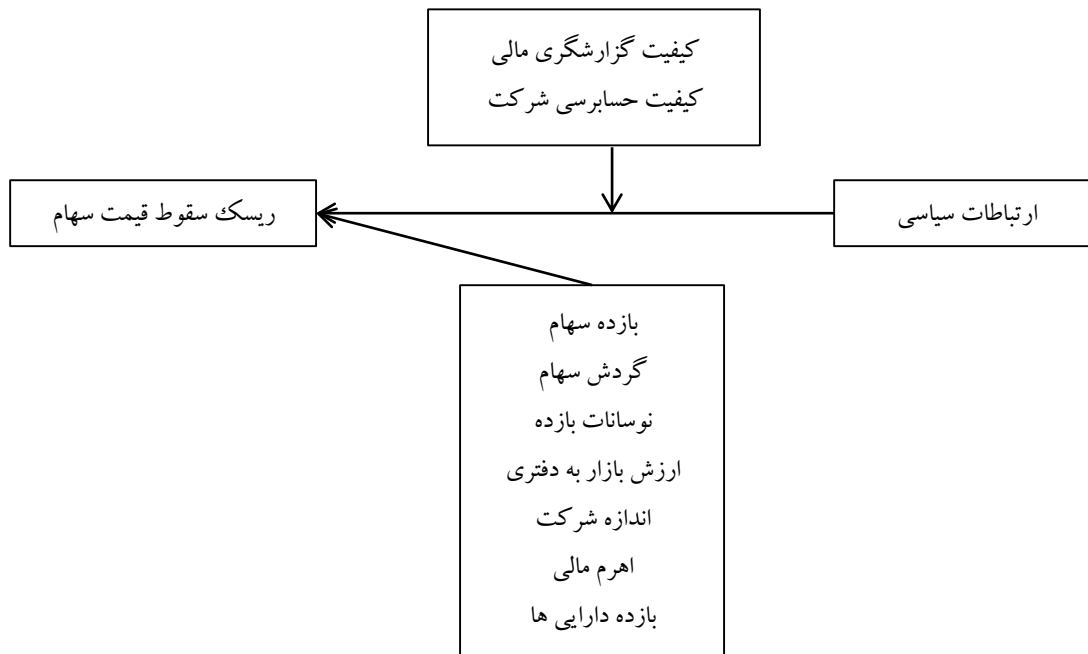 کیفیت گزارشگری مالی
کیفیت حسابرسی شرکت
ارتباطات سیاسی
ریسک سقوط قیمت سهام
بازده سهام
گردش سهام
نوسانات بازده
ارزش بازار به دفتری
اندازه شرکت
اهرم مالی
بازده دارایی ها